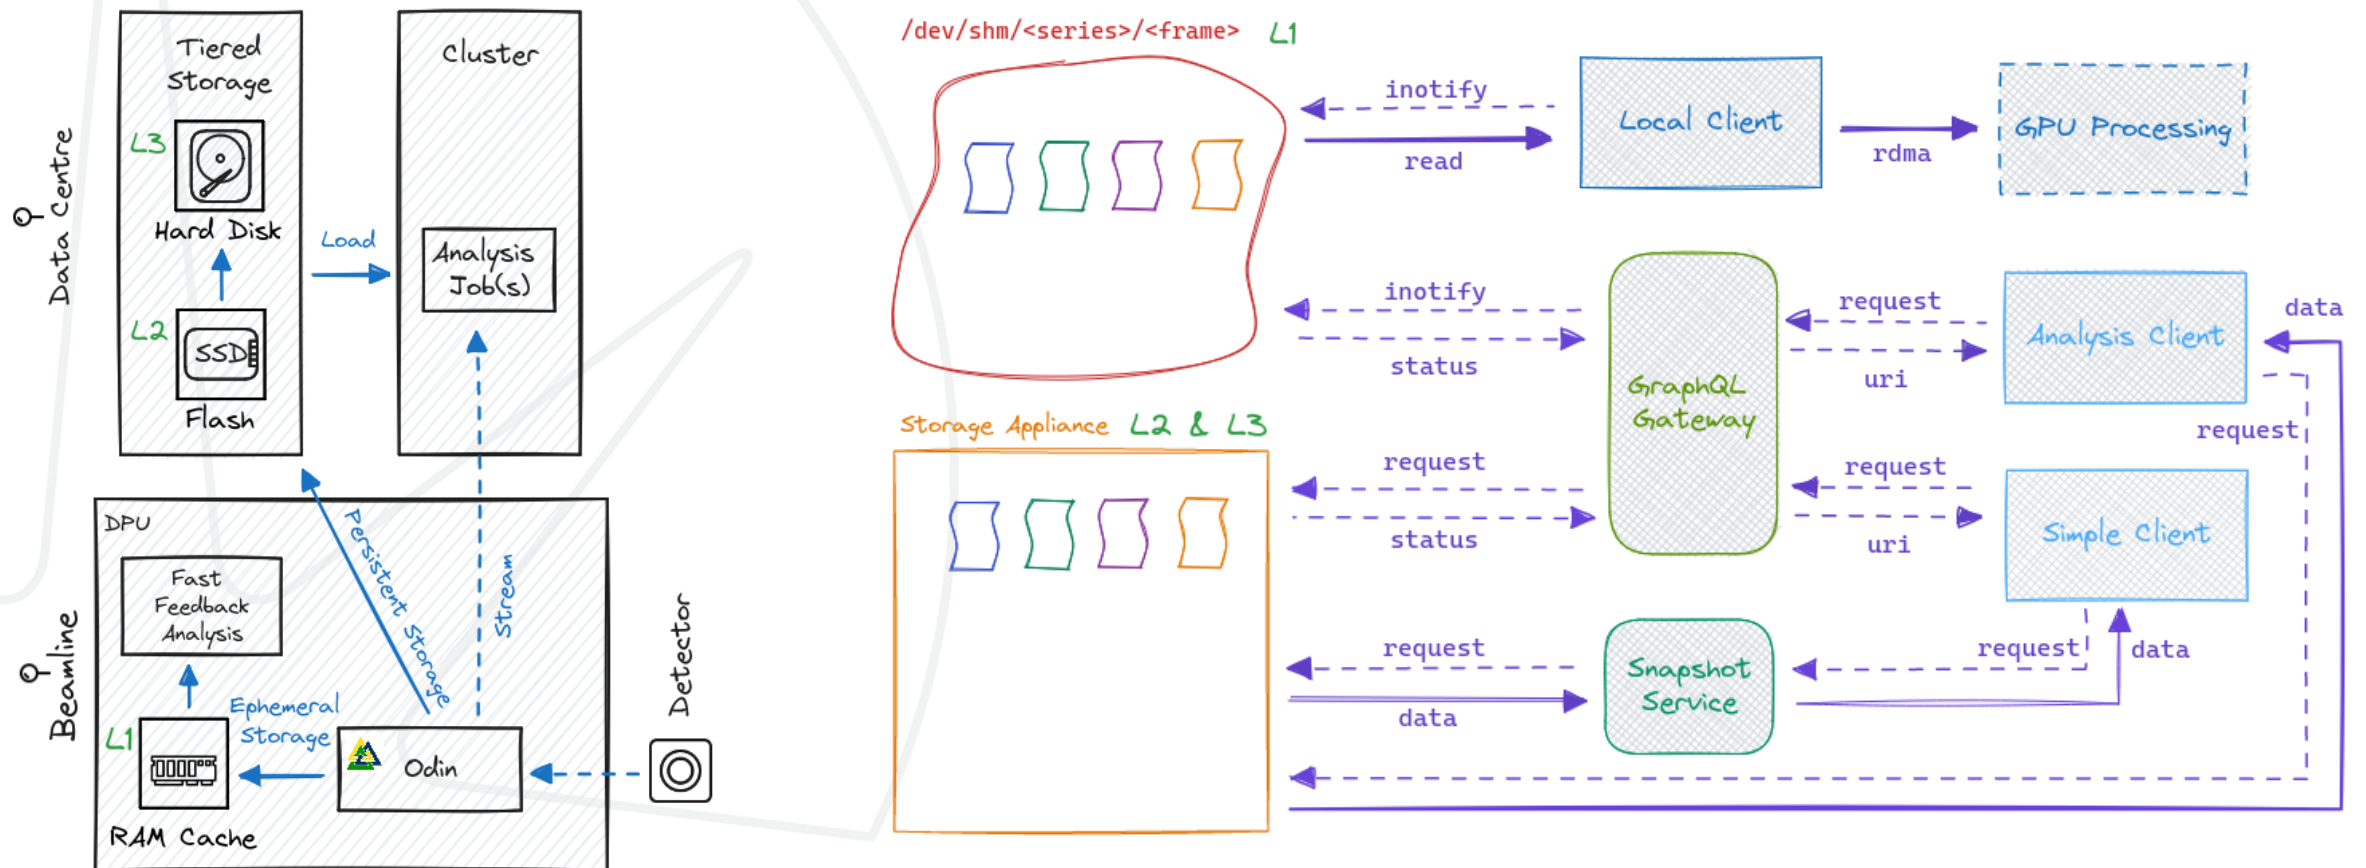 Data Centre
Tiered
Storage
L3
Hard Disk
L2
SSD
Flash
Load
Cluster
Analysis
Job(s)
Beamline
DPU
Fast
Feedback
Analysis
L1
RAM Cache
Ephemeral
Storage
Persistent Storage
Stream
Odin
Detector
/dev/shm/<series>/<frame>
L1
inotify
read
Local Client
rdma
GPU Processing
inotify
status
Storage Appliance
L2 & L3
request
status
GraphQL
Gateway
request
uri
Analysis Client
data
request
request
uri
Simple Client
request
data
Snapshot
Service
request
data